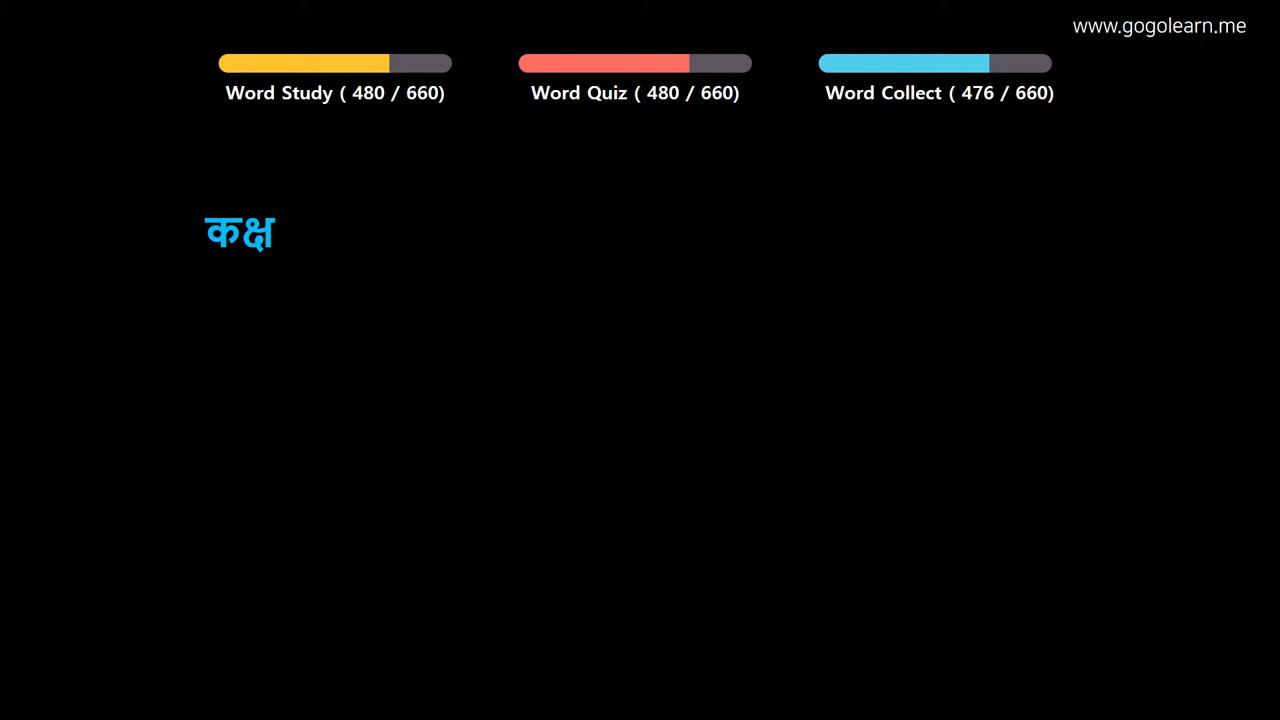 www.gogolearn.me
Word Study ( 480 / 660)
Word Quiz ( 480 / 660)
Word Collect ( 476 / 660)
कक्ष